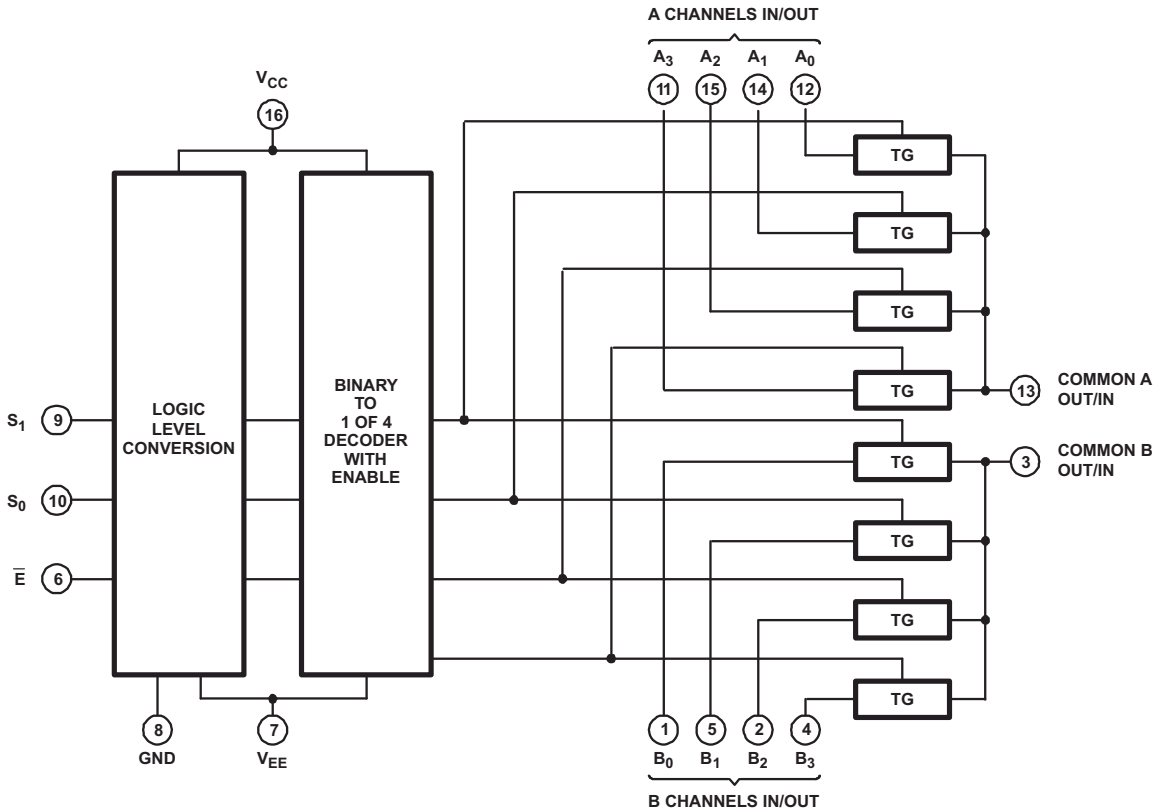 A CHANNELS IN/OUT
A3 A2 A1 A0
11 15 14 12
VCC
16
TG
TG
TG
TG
TG
TG
TG
TG
LOGIC
LEVEL
CONVERSION
BINARY
TO
1 OF 4
DECODER
WITH
ENABLE
S1 9
S0 10
E̅ 6
13 COMMON A
OUT/IN
3 COMMON B
OUT/IN
8
GND
7
VEE
1 5 2 4
B0 B1 B2 B3
B CHANNELS IN/OUT